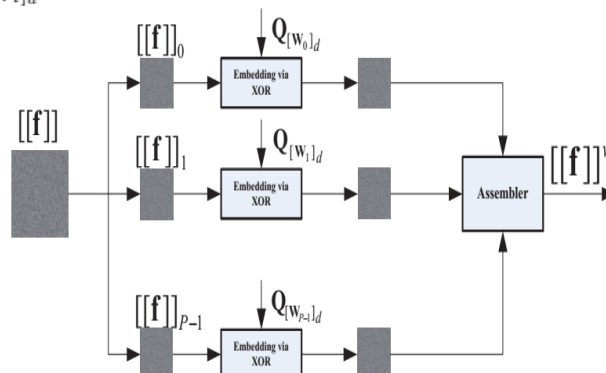 [[f]]₀
Q[W₀]d
Embedding via
XOR
[[f]]
[[f]]₁
Q[W₁]d
Embedding via
XOR
Assembler
[[f]]
[[f]]P−1
Q[WP−1]d
Embedding via
XOR